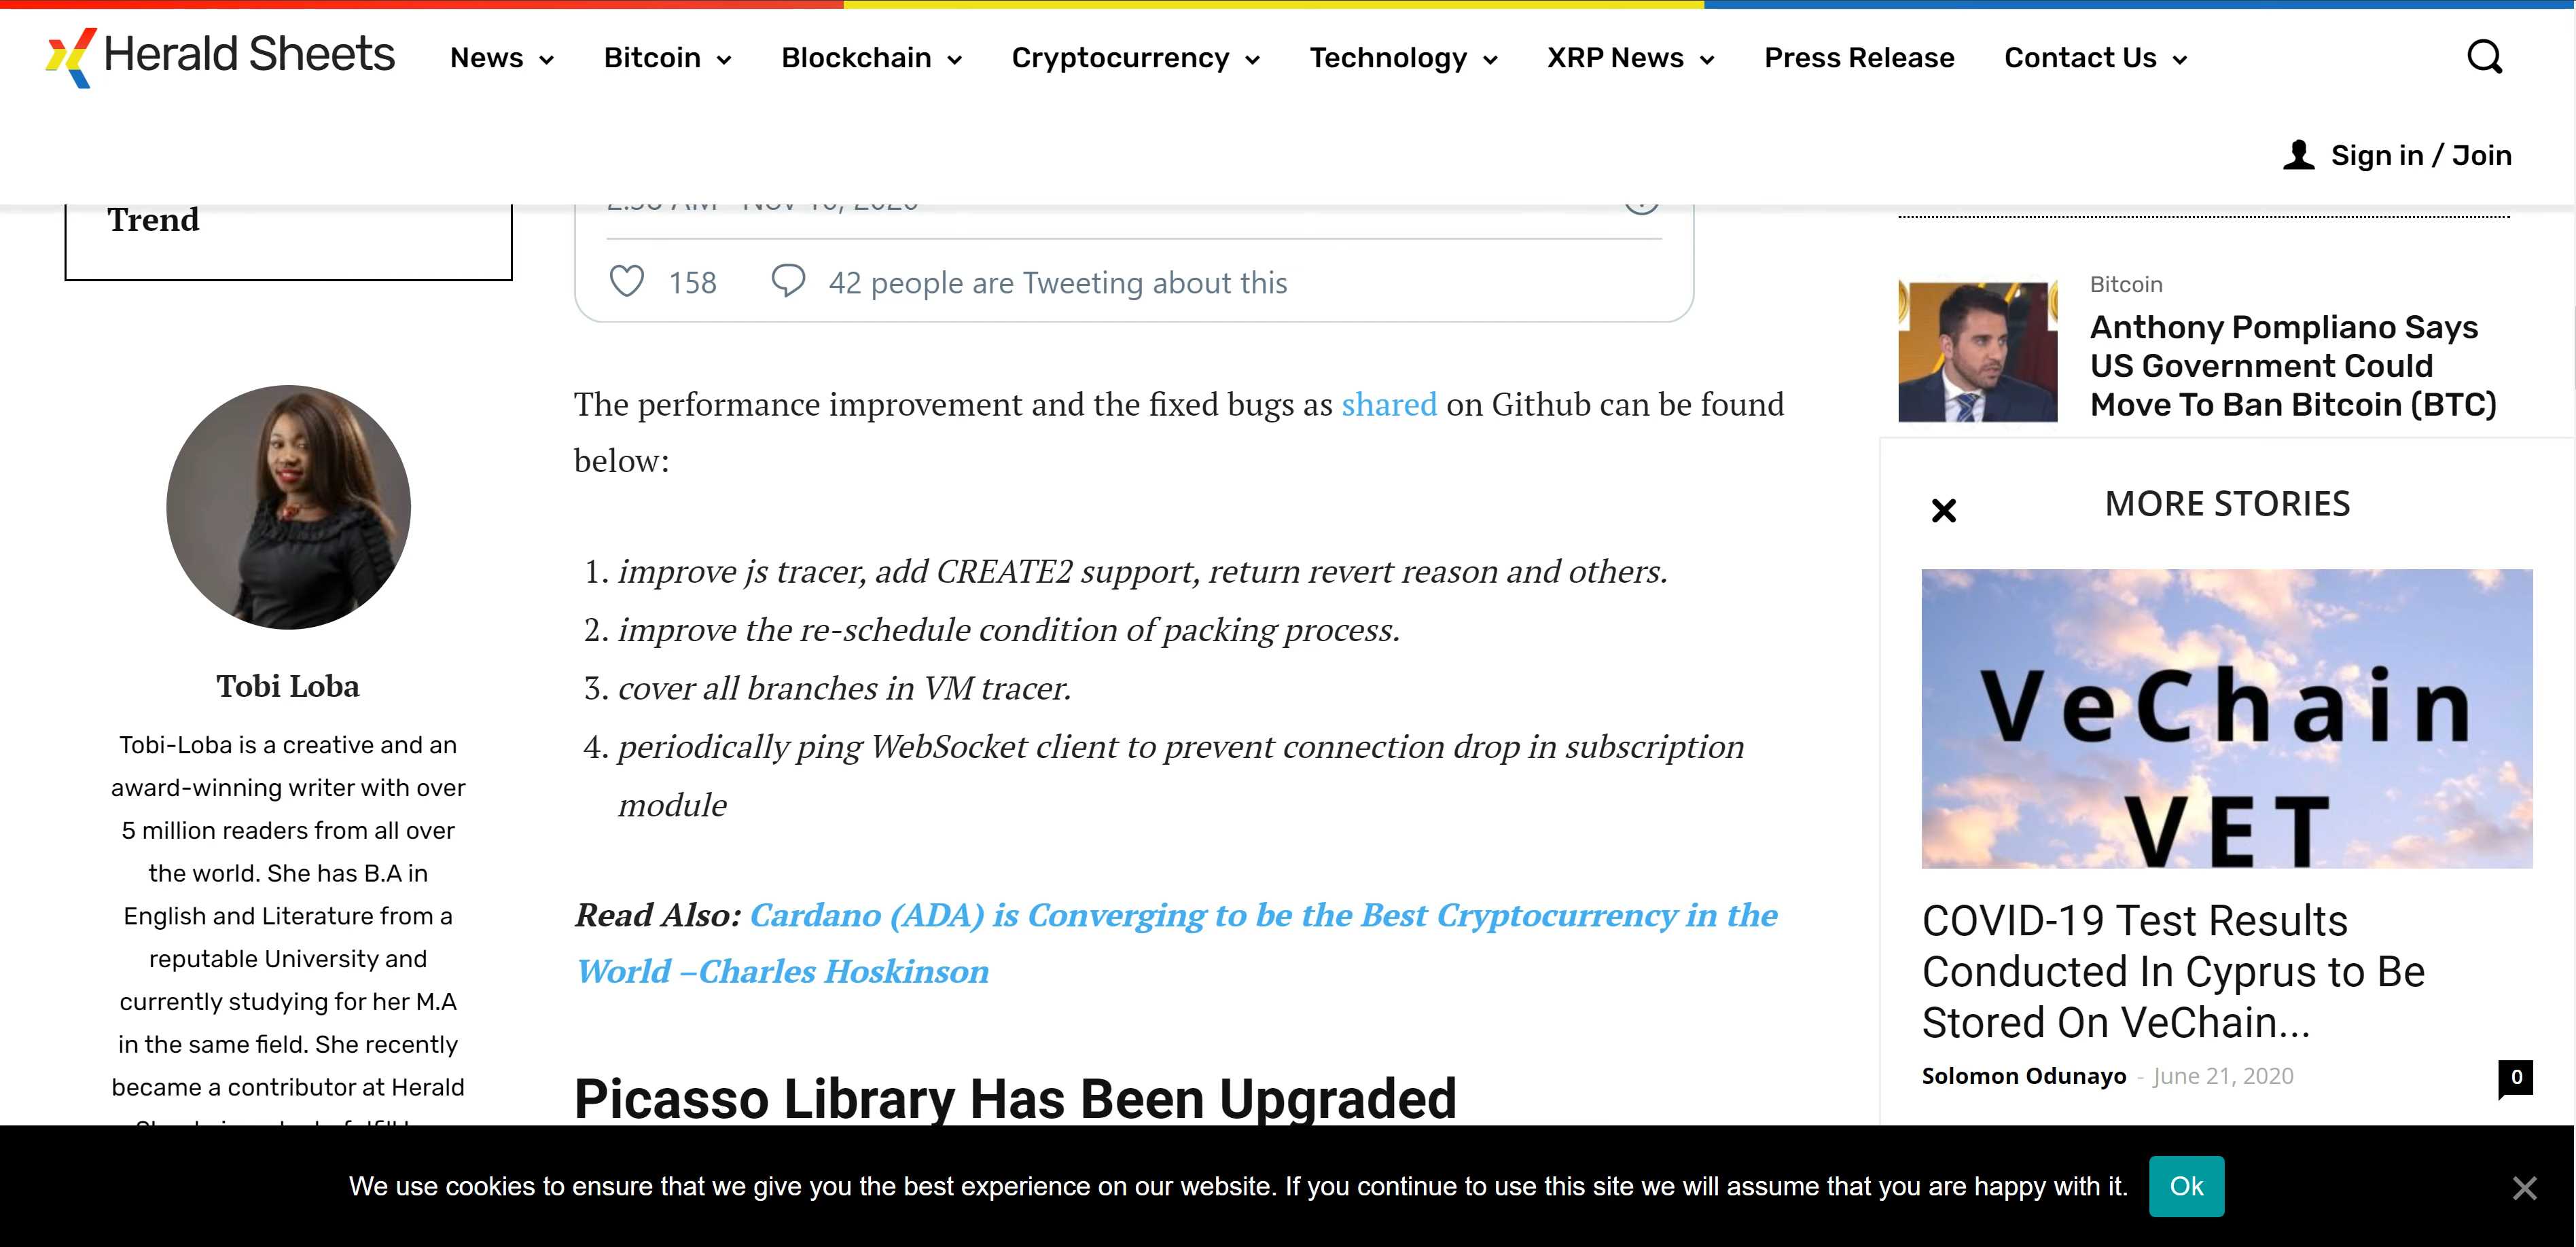 Herald Sheets
News
Bitcoin
Blockchain
Cryptocurrency
Technology
XRP News
Press Release
Contact Us
Sign in / Join
Trend
158
42 people are Tweeting about this
Tobi Loba
Tobi-Loba is a creative and an
award-winning writer with over
5 million readers from all over
the world. She has B.A in
English and Literature from a
reputable University and
currently studying for her M.A
in the same field. She recently
became a contributor at Herald
The performance improvement and the fixed bugs as shared on Github can be found
below:
1. improve js tracer, add CREATE2 support, return revert reason and others.
2. improve the re-schedule condition of packing process.
3. cover all branches in VM tracer.
4. periodically ping WebSocket client to prevent connection drop in subscription
module
Read Also: Cardano (ADA) is Converging to be the Best Cryptocurrency in the
World –Charles Hoskinson
Picasso Library Has Been Upgraded
Bitcoin
Anthony Pompliano Says
US Government Could
Move To Ban Bitcoin (BTC)
MORE STORIES
VeChain
VET
COVID-19 Test Results
Conducted In Cyprus to Be
Stored On VeChain...
Solomon Odunayo - June 21, 2020
0
We use cookies to ensure that we give you the best experience on our website. If you continue to use this site we will assume that you are happy with it.
Ok